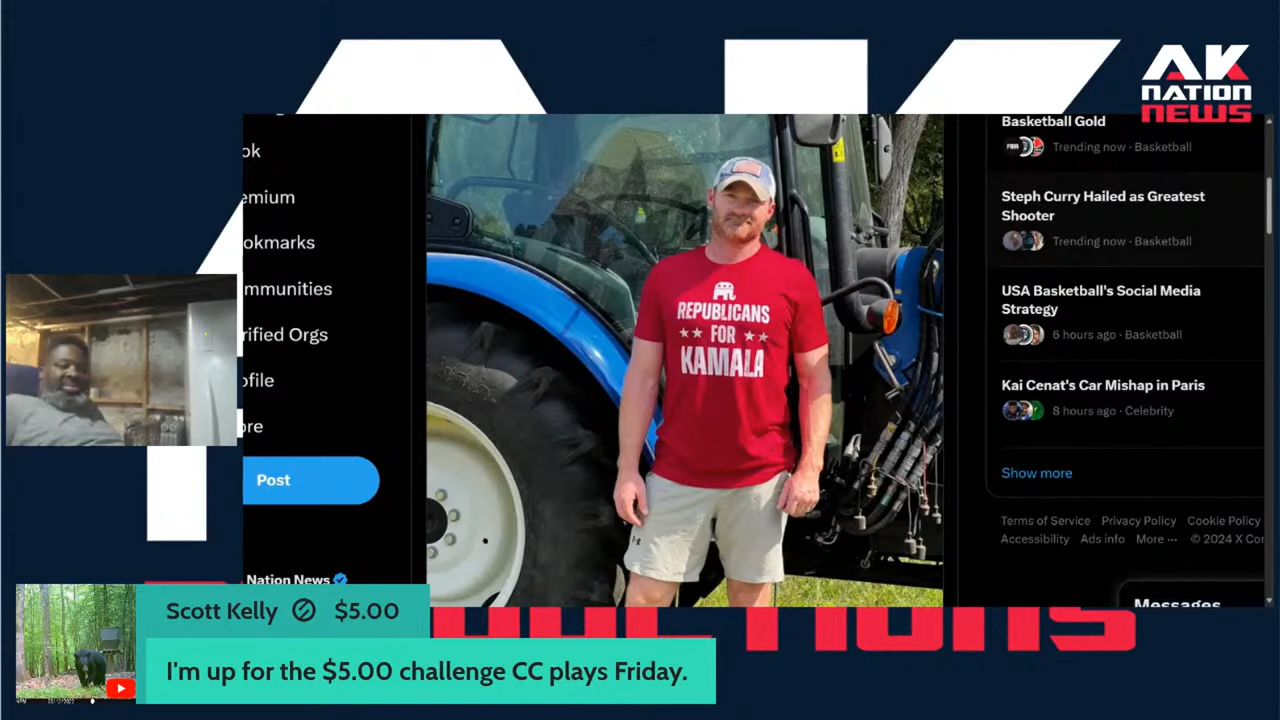 AK
NATION
NEWS
ok
emium
okmarks
mmunities
rified Orgs
ofile
ore
Post
Nation News
REPUBLICANS
FOR
KAMALA
Basketball Gold
Trending now · Basketball
Steph Curry Hailed as Greatest
Shooter
Trending now · Basketball
USA Basketball's Social Media
Strategy
6 hours ago · Basketball
Kai Cenat's Car Mishap in Paris
8 hours ago · Celebrity
Show more
Terms of Service Privacy Policy Cookie Policy
Accessibility Ads info More ··· © 2024 X Cor
Messages
Scott Kelly $5.00
I'm up for the $5.00 challenge CC plays Friday.